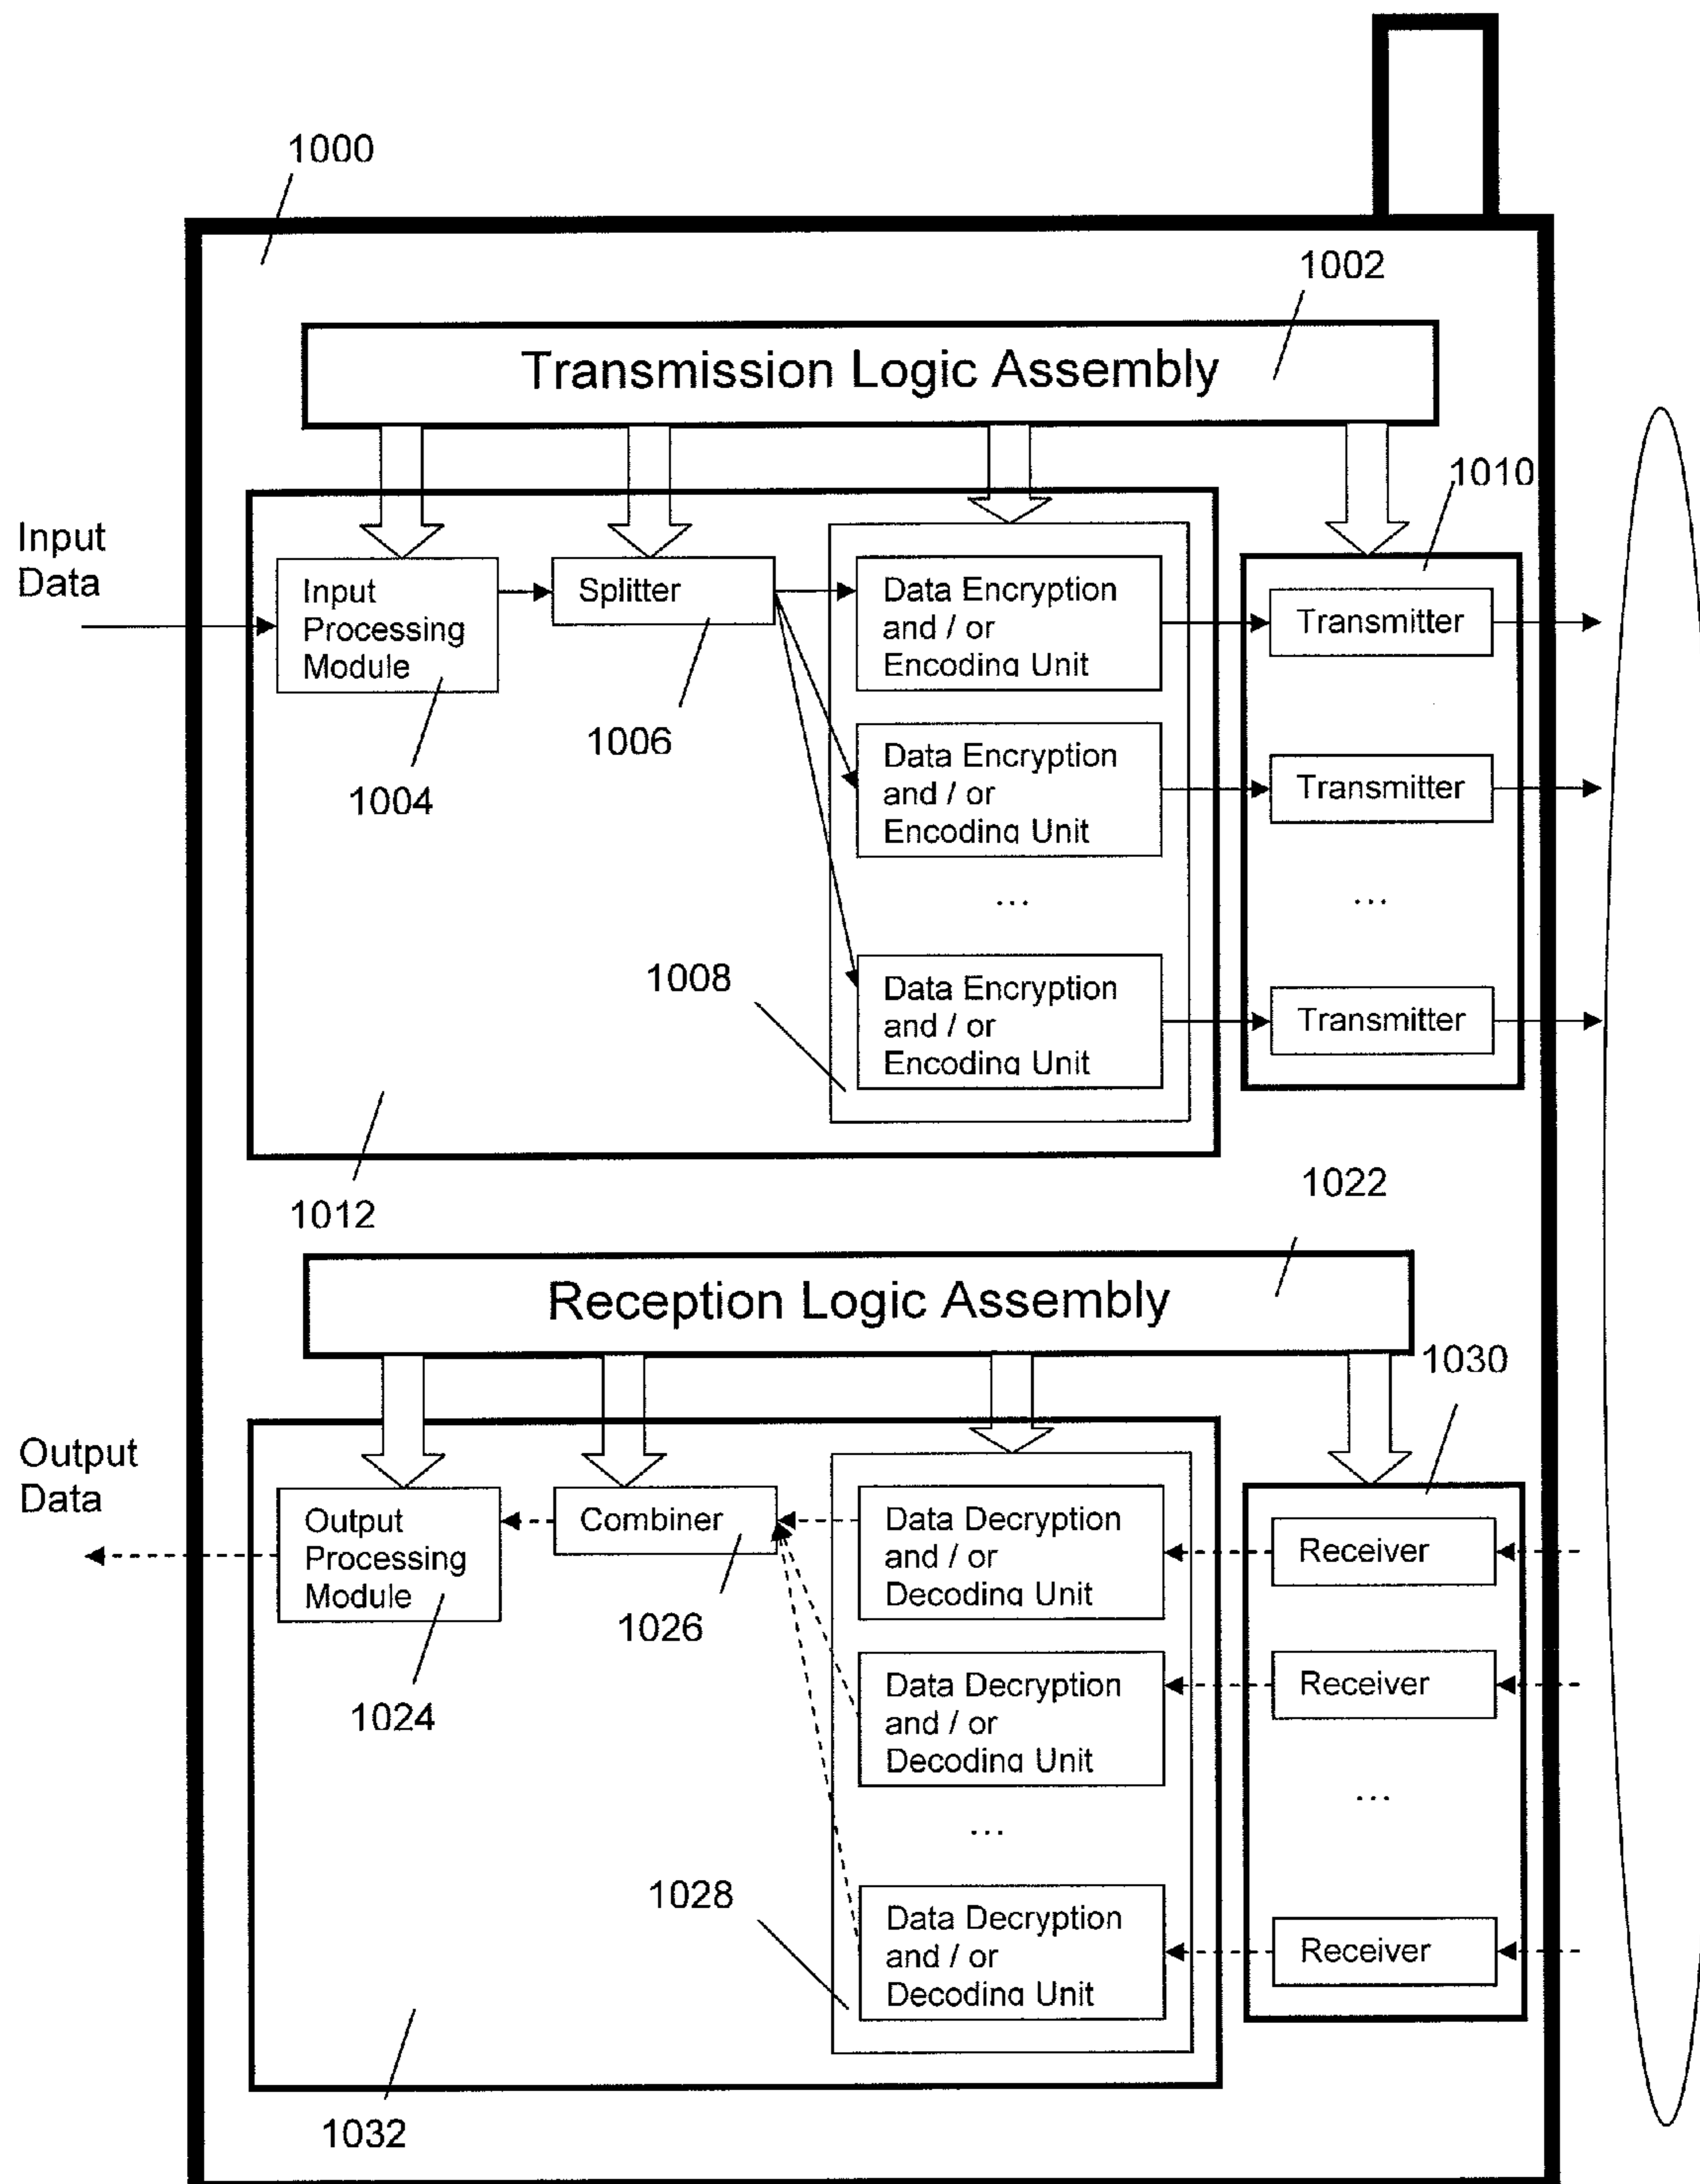 1000
1002
Transmission Logic Assembly
1010
Input
Data
Input
Processing
Module
Splitter
Data Encryption
and / or
Encoding Unit
Transmitter
1006
1004
Data Encryption
and / or
Encoding Unit
Transmitter
...
...
1008
Data Encryption
and / or
Encoding Unit
Transmitter
1012
1022
Reception Logic Assembly
1030
Output
Data
Output
Processing
Module
Combiner
Data Decryption
and / or
Decoding Unit
Receiver
1026
1024
Data Decryption
and / or
Decoding Unit
Receiver
...
...
1028
Data Decryption
and / or
Decoding Unit
Receiver
1032